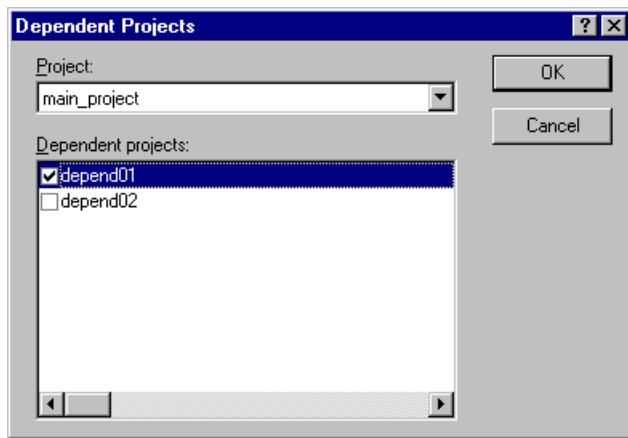 Dependent Projects
Project:
OK
main_project
Cancel
Dependent projects:
depend01
depend02